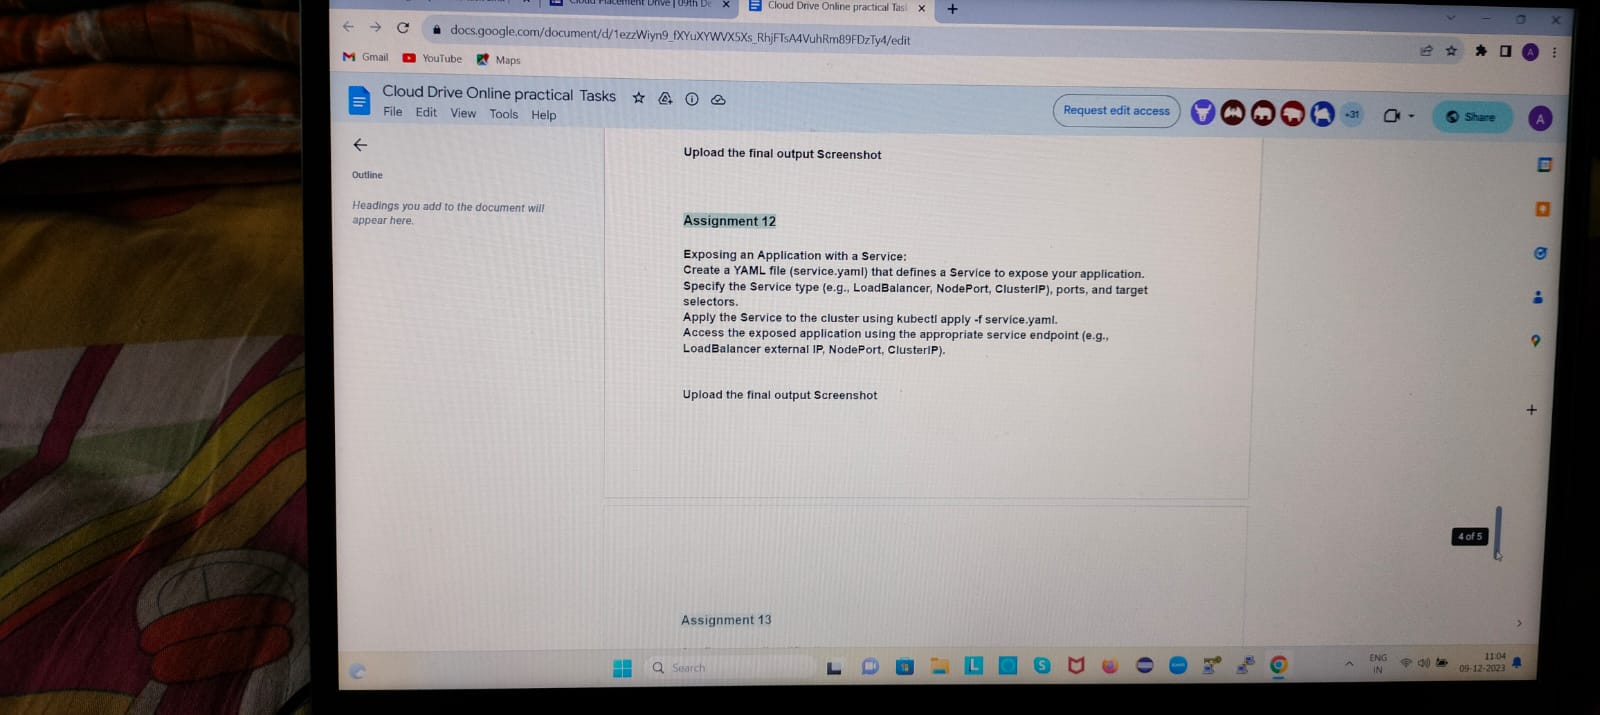 Cloud Placement Drive | 09th De
Cloud Drive Online practical Tas
docs.google.com/document/d/1ezzWiyn9_fXYuXYWVX5Xs_RhjFTsA4VuhRm89FDzTy4/edit
Gmail YouTube Maps
Cloud Drive Online practical Tasks
File Edit View Tools Help
Request edit access
+31
Share
A
Outline
Headings you add to the document will
appear here.
Upload the final output Screenshot
Assignment 12
Exposing an Application with a Service:
Create a YAML file (service.yaml) that defines a Service to expose your application.
Specify the Service type (e.g., LoadBalancer, NodePort, ClusterIP), ports, and target
selectors.
Apply the Service to the cluster using kubectl apply -f service.yaml.
Access the exposed application using the appropriate service endpoint (e.g.,
LoadBalancer external IP, NodePort, ClusterIP).
Upload the final output Screenshot
4 of 5
Assignment 13
Search
ENG
IN
11:04
09-12-2023